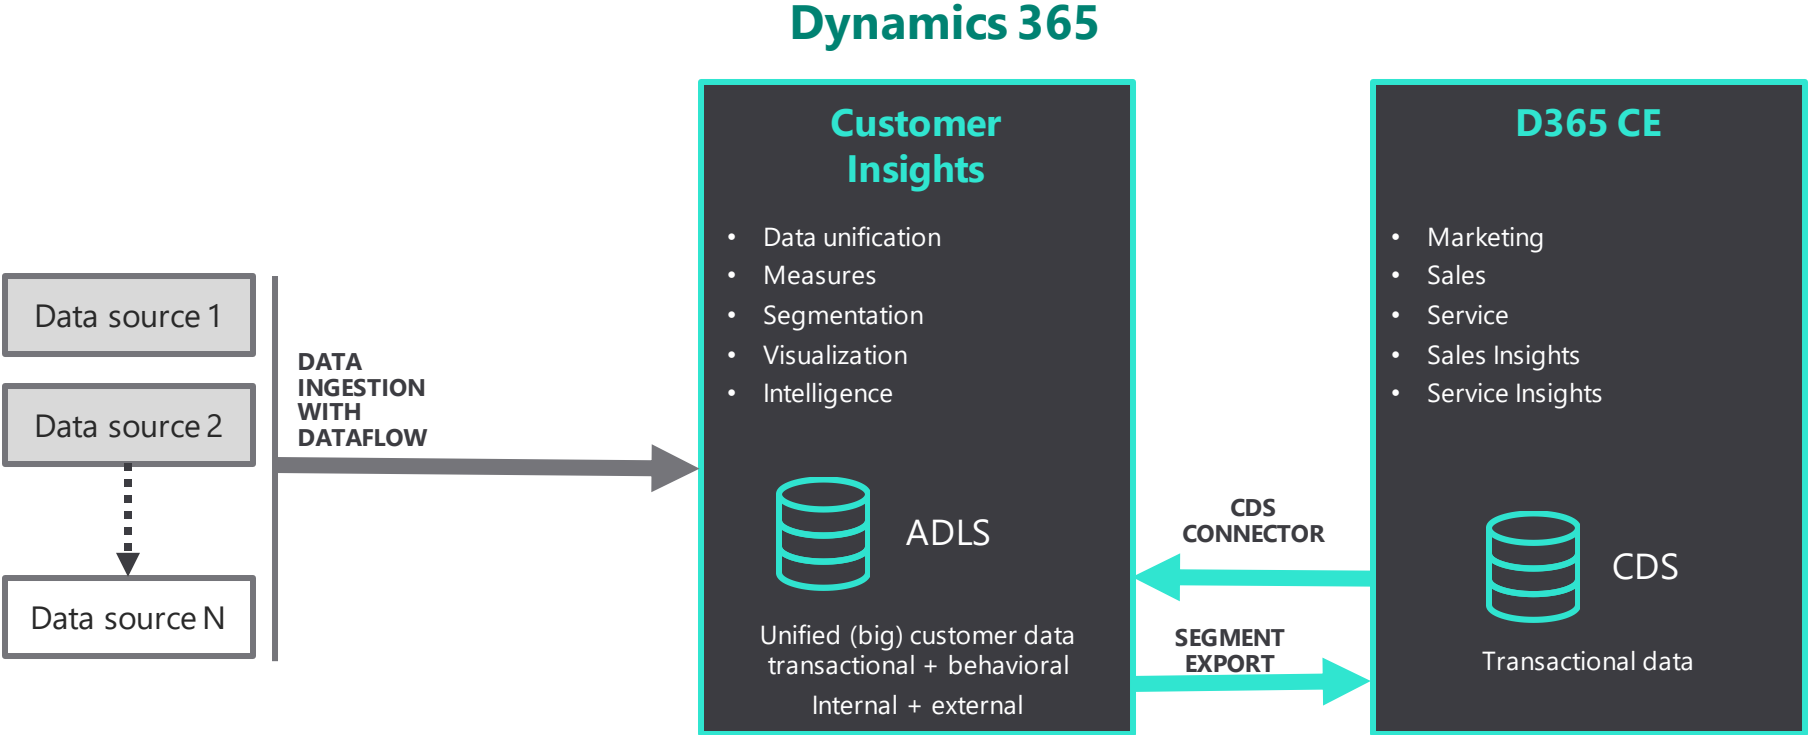 Dynamics 365
Data source 1
Data source 2
Data source N
DATA
INGESTION
WITH
DATAFLOW
Customer
Insights
• Data unification
• Measures
• Segmentation
• Visualization
• Intelligence
ADLS
Unified (big) customer data
transactional + behavioral
Internal + external
CDS
CONNECTOR
SEGMENT
EXPORT
D365 CE
• Marketing
• Sales
• Service
• Sales Insights
• Service Insights
CDS
Transactional data